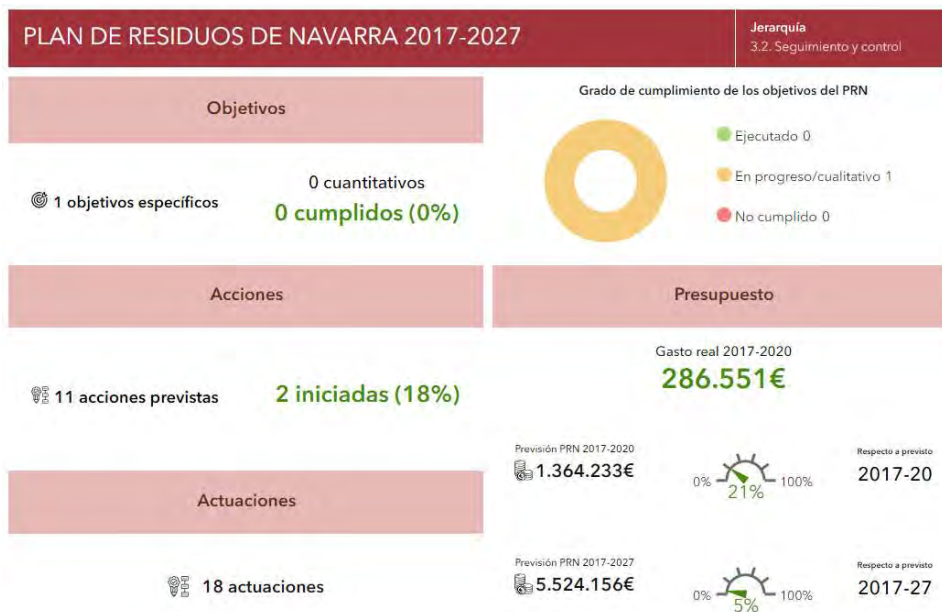 PLAN DE RESIDUOS DE NAVARRA 2017-2027
Jerarquía
3.2. Seguimiento y control
Objetivos
1 objetivos específicos
0 cuantitativos
0 cumplidos (0%)
Grado de cumplimiento de los objetivos del PRN
Ejecutado 0
En progreso/cualitativo 1
No cumplido 0
Acciones
11 acciones previstas
2 iniciadas (18%)
Actuaciones
18 actuaciones
Presupuesto
Gasto real 2017-2020
286.551€
Previsión PRN 2017-2020
1.364.233€
0%
21%
100%
Respecto a previsto
2017-20
Previsión PRN 2017-2027
5.524.156€
0%
5%
100%
Respecto a previsto
2017-27